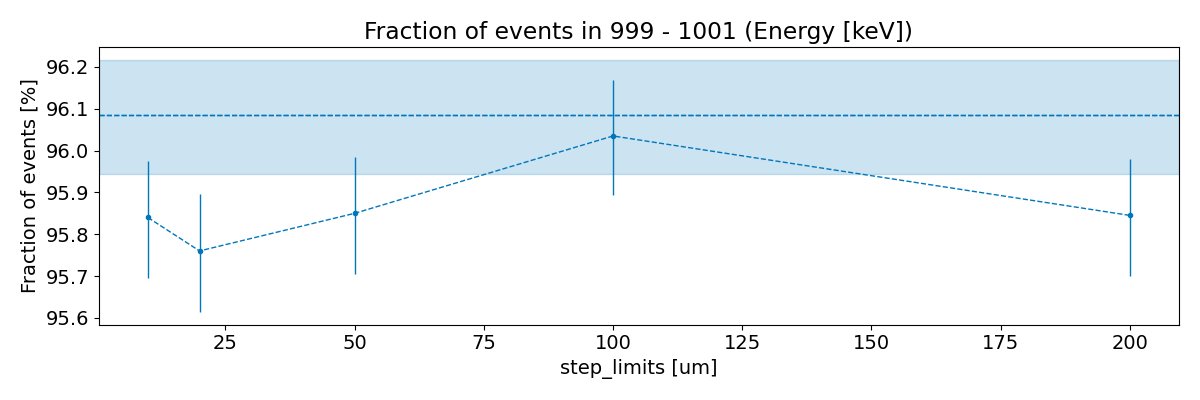 Fraction of events in 999 - 1001 (Energy [keV])
Fraction of events [%]
96.2
96.1
96.0
95.9
95.8
95.7
95.6
25 50 75 100 125 150 175 200
step_limits [um]